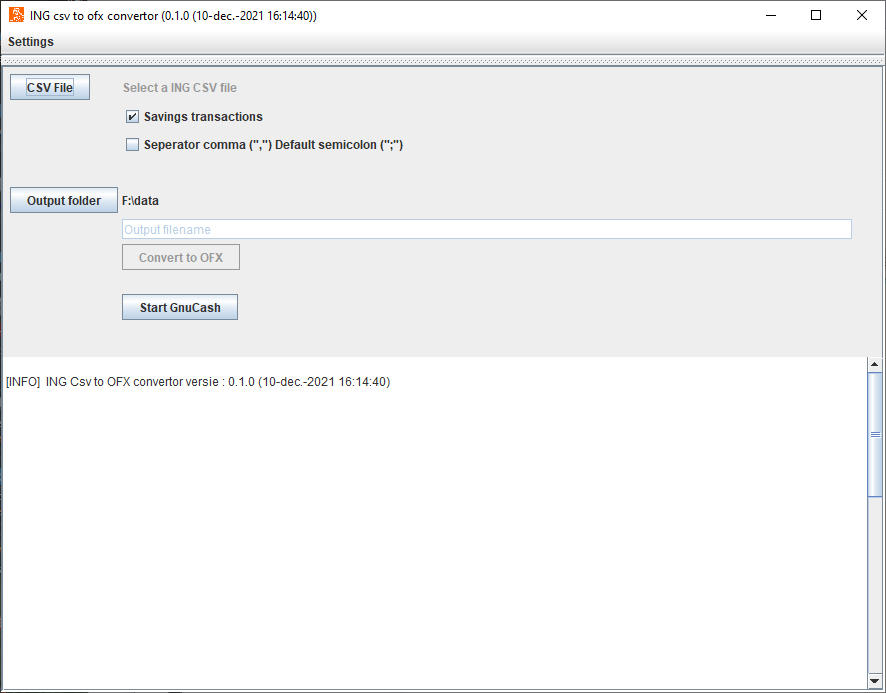 ING csv to ofx convertor (0.1.0 (10-dec.-2021 16:14:40))
Settings
CSV File Select a ING CSV file
Savings transactions
Seperator comma (",") Default semicolon (";")
Output folder F:\data
Output filename
Convert to OFX
Start GnuCash
[INFO] ING Csv to OFX convertor versie : 0.1.0 (10-dec.-2021 16:14:40)